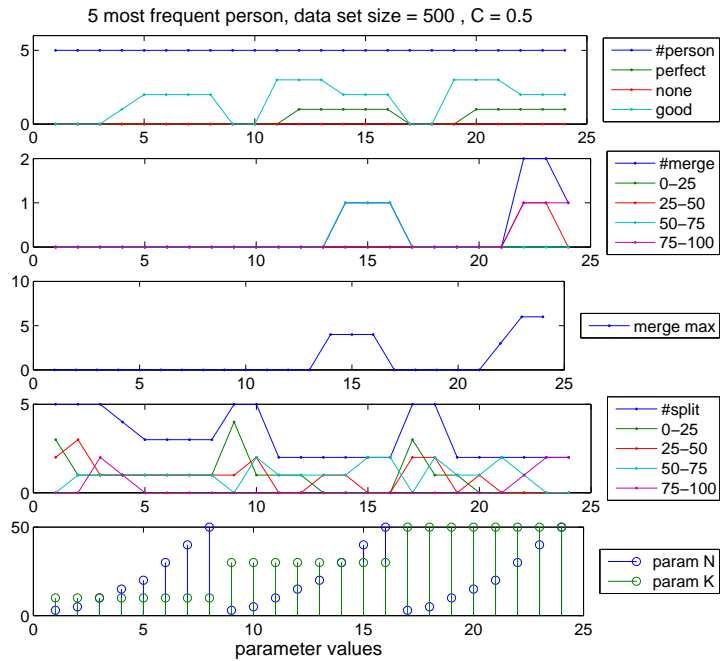 5 most frequent person, data set size = 500 , C = 0.5
5
0
0 5 10 15 20 25
#person
perfect
none
good
2
1
0
0 5 10 15 20 25
#merge
0−25
25−50
50−75
75−100
10
5
0
0 5 10 15 20 25
merge max
5
0
0 5 10 15 20 25
#split
0−25
25−50
50−75
75−100
50
0
0 5 10 15 20 25
param N
param K
parameter values